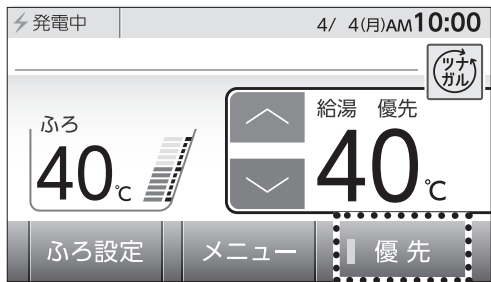 発電中 4/ 4(月)AM10:00
ツナ
ガル
ふろ 給湯 優先
40℃ 40℃
ふろ設定 メニュー 優先